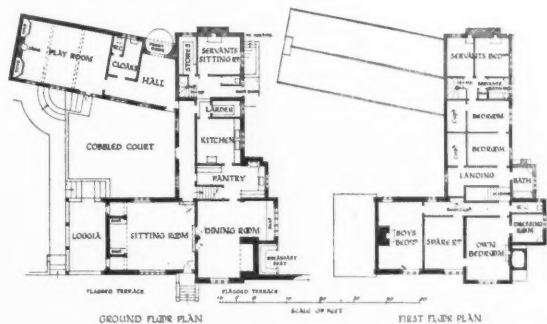 PLAY ROOM
CLOAKS
HALL
STORES
SERVANTS
SITTING RM
LARDER
KITCHEN
COBBLED COURT
PANTRY
LOGGIA
SITTING ROOM
DINING ROOM
BREAKFAST
FLAGGED TERRACE
FLAGGED TERRACE
GROUND FLOOR PLAN
SCALE OF FEET
SERVANTS BED
BEDROOM
BEDROOM
LANDING
BATH
W.C.
DRESSING
ROOM
BOYS
SPARE RM
OWN
BEDROOM
FIRST FLOOR PLAN